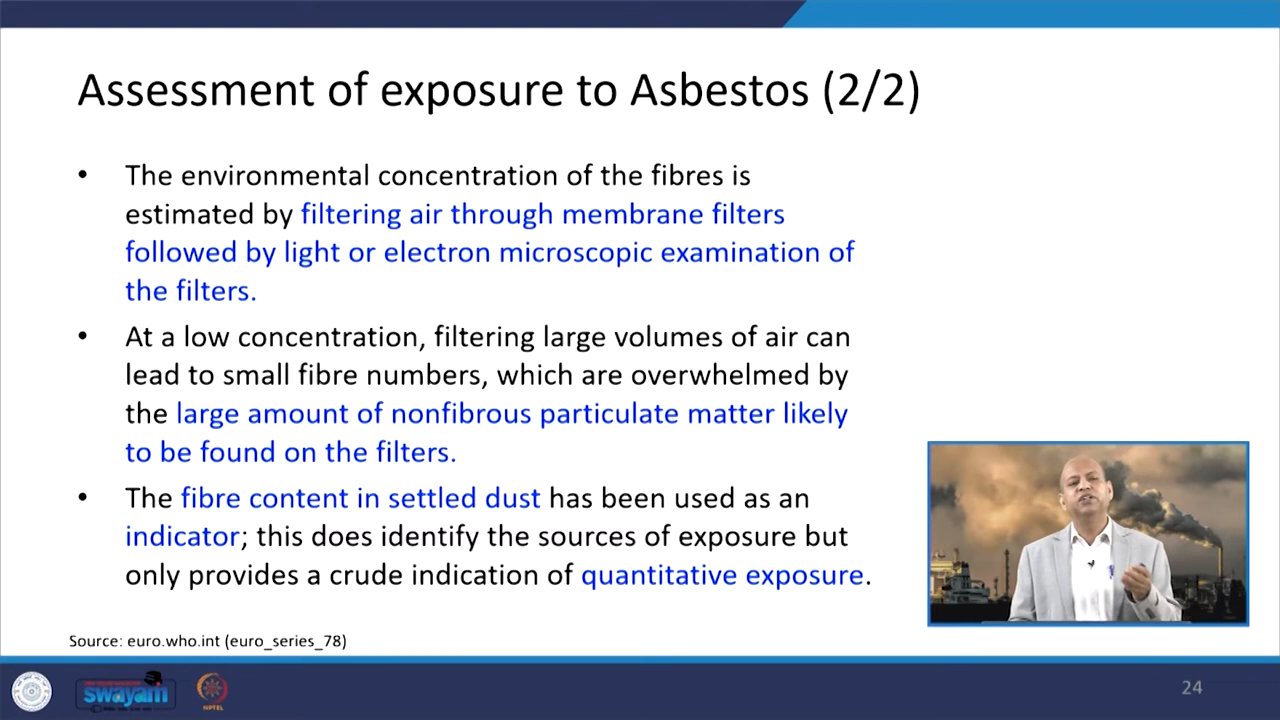 Assessment of exposure to Asbestos (2/2)
• The environmental concentration of the fibres is
estimated by filtering air through membrane filters
followed by light or electron microscopic examination of
the filters.
• At a low concentration, filtering large volumes of air can
lead to small fibre numbers, which are overwhelmed by
the large amount of nonfibrous particulate matter likely
to be found on the filters.
• The fibre content in settled dust has been used as an
indicator; this does identify the sources of exposure but
only provides a crude indication of quantitative exposure.
Source: euro.who.int (euro_series_78)
swayam
NPTEL
24